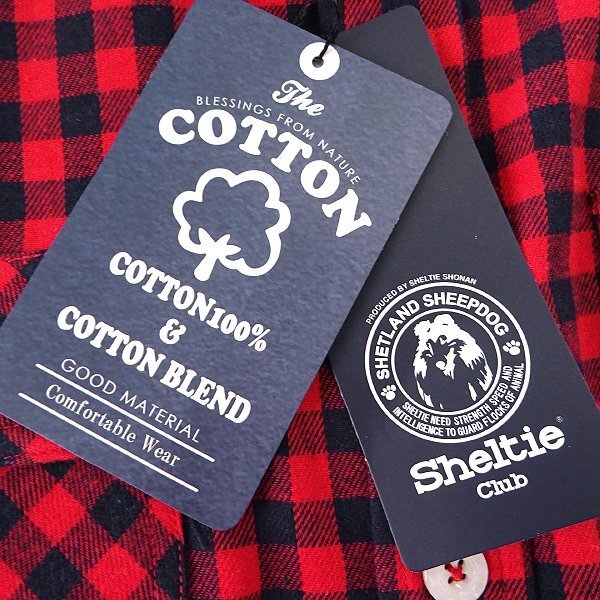 The
BLESSINGS FROM NATURE
COTTON
COTTON100%
&
COTTON BLEND
GOOD MATERIAL
Comfortable Wear
PRODUCED BY SHELTIE SHONAN
SHETLAND SHEEPDOG
SHELTIE NEED STRENGTH SPEED AND
INTELLIGENCE TO GUARD FLOCKS OF ANIMAL
Sheltie®
Club